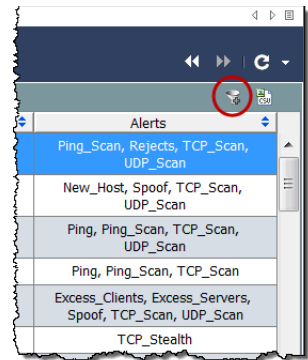 CSV
Alerts
Ping_Scan, Rejects, TCP_Scan,
UDP_Scan
New_Host, Spoof, TCP_Scan,
UDP_Scan
Ping, Ping_Scan, TCP_Scan,
UDP_Scan
Ping, Ping_Scan, TCP_Scan
Excess_Clients, Excess_Servers,
Spoof, TCP_Scan, UDP_Scan
TCP_Stealth